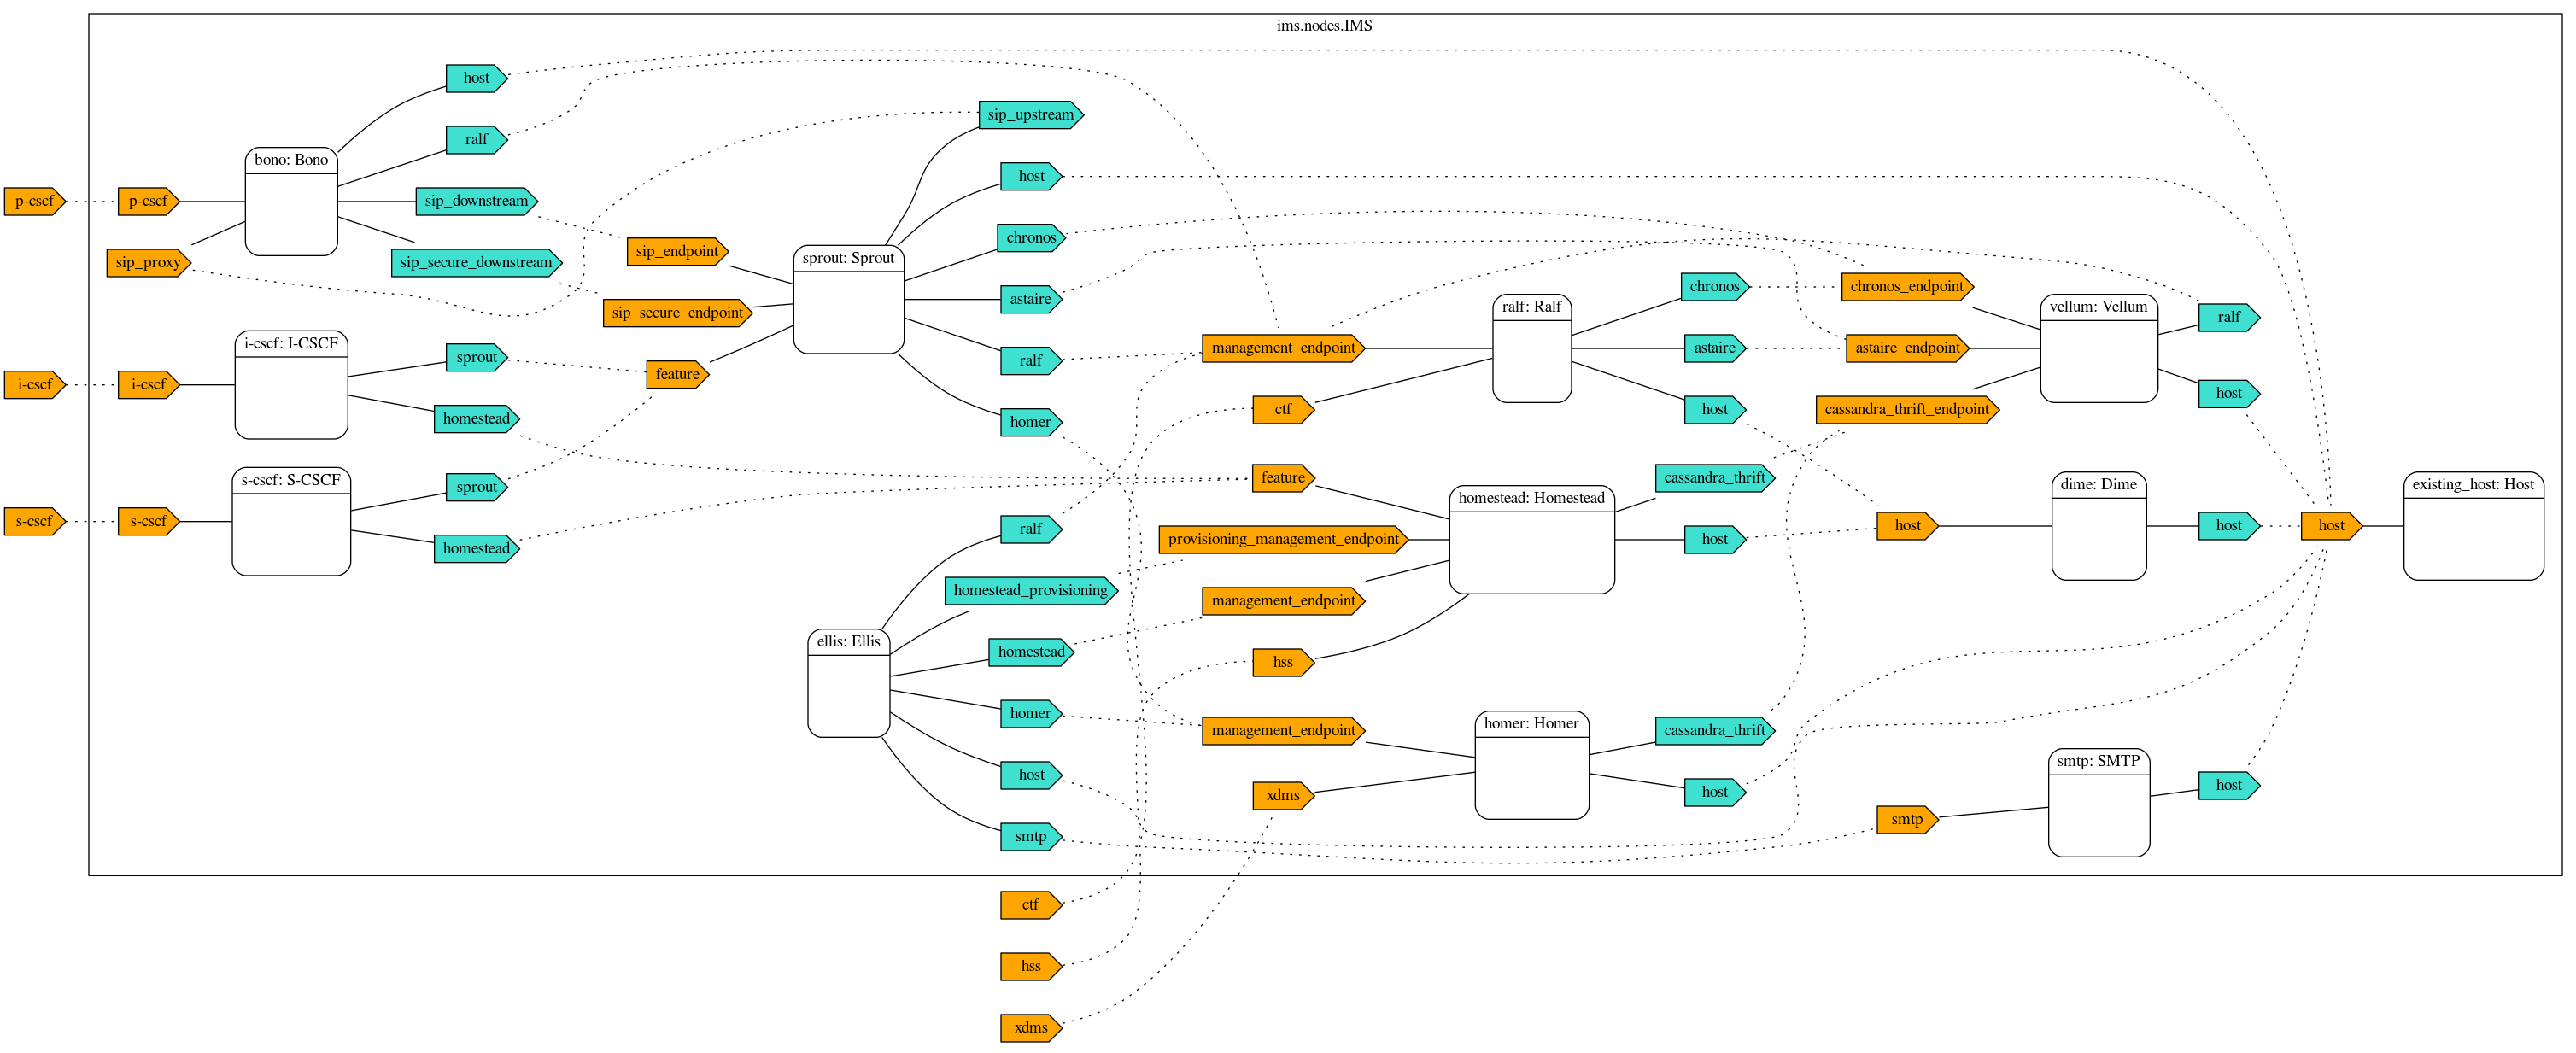 ims.nodes.IMS
host
ralf
bono: Bono
p-cscf
p-cscf
sip_downstream
sip_proxy
sip_secure_downstream
i-cscf: I-CSCF
sprout
i-cscf
i-cscf
homestead
s-cscf: S-CSCF
sprout
s-cscf
s-cscf
homestead
sip_endpoint
sip_secure_endpoint
feature
sprout: Sprout
sip_upstream
host
chronos
astaire
ralf
homer
ellis: Ellis
ralf
homestead_provisioning
homestead
homer
host
smtp
ctf
hss
xdms
management_endpoint
ctf
feature
provisioning_management_endpoint
management_endpoint
hss
management_endpoint
xdms
ralf: Ralf
chronos
astaire
host
homestead: Homestead
cassandra_thrift
host
homer: Homer
cassandra_thrift
host
chronos_endpoint
astaire_endpoint
cassandra_thrift_endpoint
vellum: Vellum
ralf
host
host
dime: Dime
host
smtp
smtp: SMTP
host
host
existing_host: Host